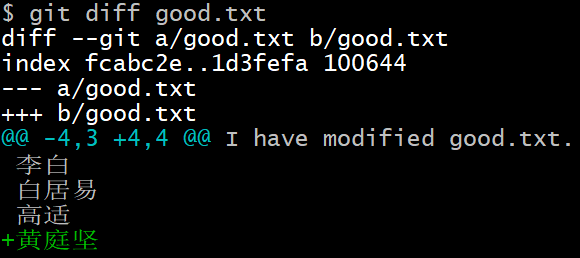 $ git diff good.txt
diff --git a/good.txt b/good.txt
index fcabc2e..1d3fefa 100644
--- a/good.txt
+++ b/good.txt
@@ -4,3 +4,4 @@ I have modified good.txt.
 李白
 白居易
 高适
+黄庭坚